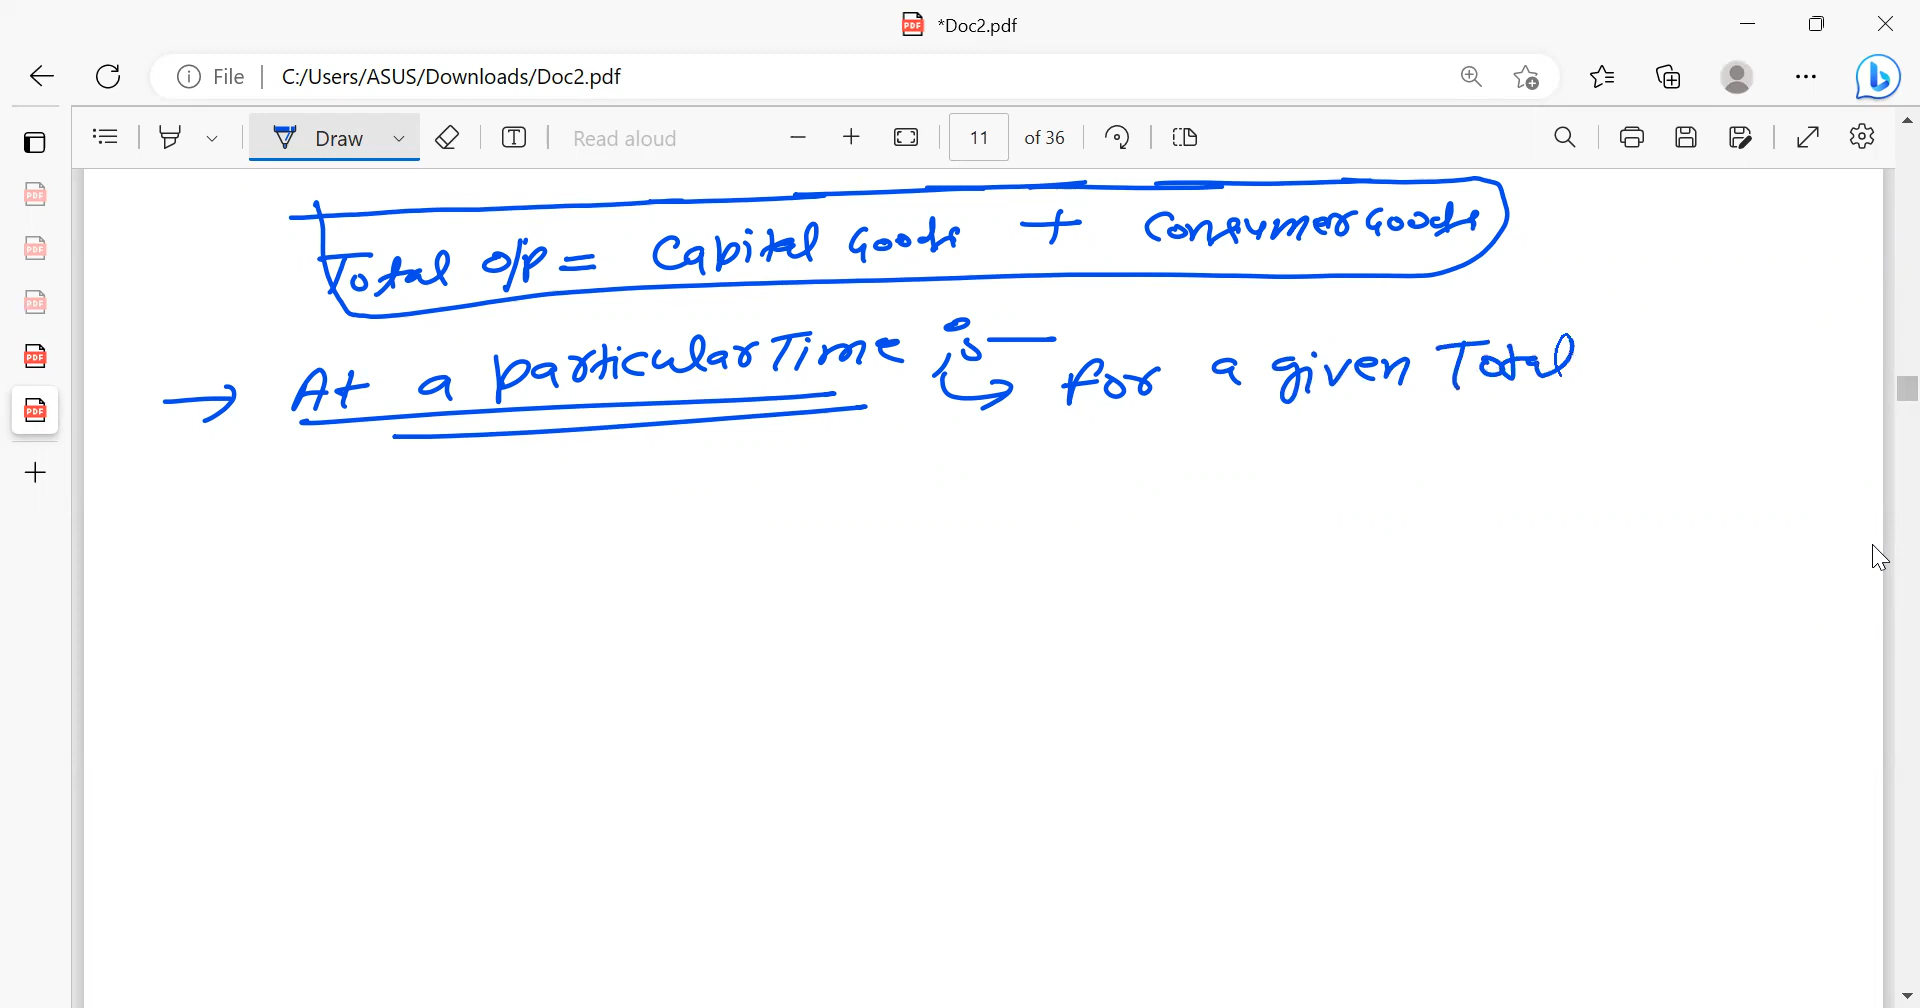 *Doc2.pdf
File | C:/Users/ASUS/Downloads/Doc2.pdf
Draw Read aloud 11 of 36
Total o/p = Capital Goods + Consumer Goods
→ At a particular Time is — for a given Total